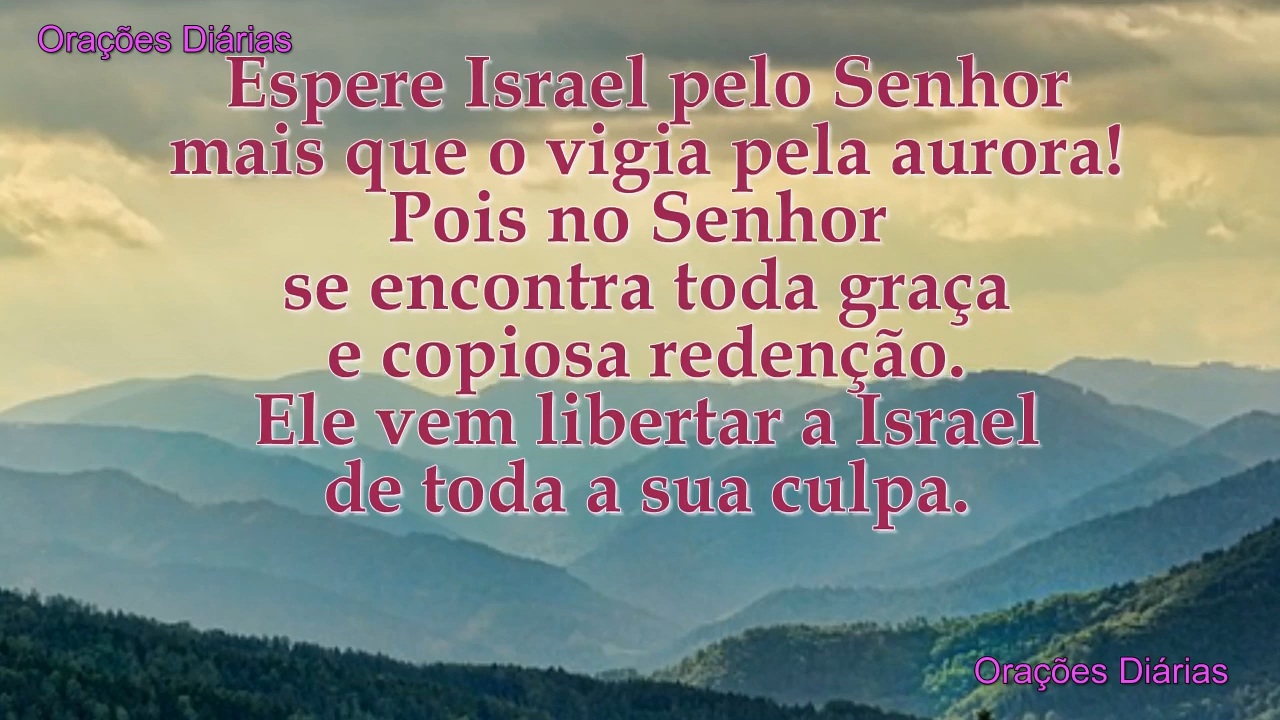 Orações Diárias
Espere Israel pelo Senhor
mais que o vigia pela aurora!
Pois no Senhor
se encontra toda graça
e copiosa redenção.
Ele vem libertar a Israel
de toda a sua culpa.
Orações Diárias